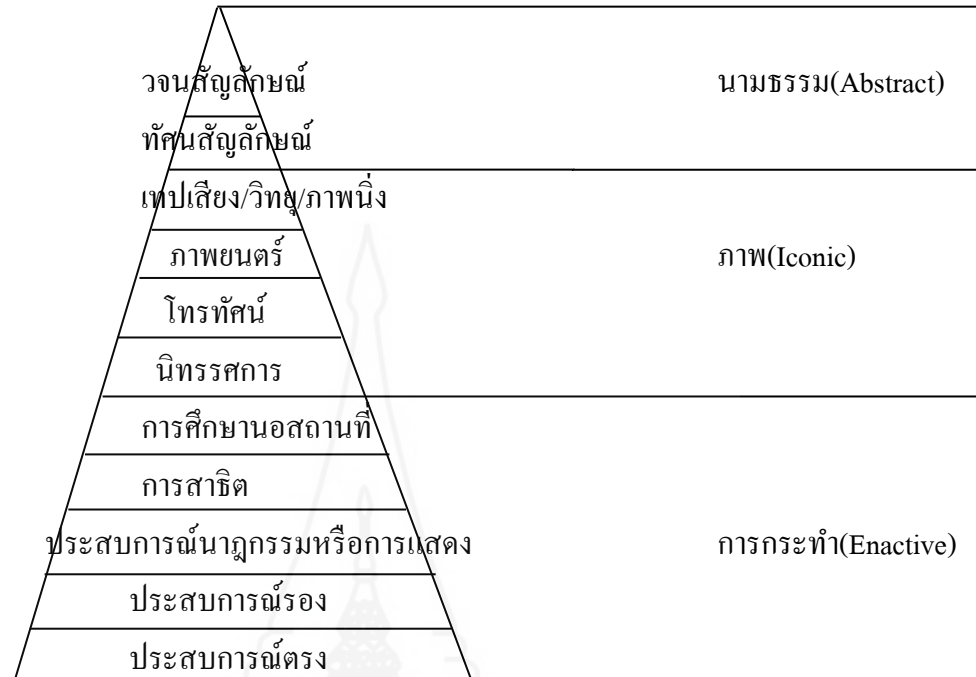 วจนสัญลักษณ์ นามธรรม(Abstract)
ทัศนสัญลักษณ์
เทปเสียง/วิทยุ/ภาพนิ่ง
ภาพยนตร์ ภาพ(Iconic)
โทรทัศน์
นิทรรศการ
การศึกษานอสถานที่
การสาธิต
ประสบการณ์นาฎกรรมหรือการแสดง การกระทำ(Enactive)
ประสบการณ์รอง
ประสบการณ์ตรง